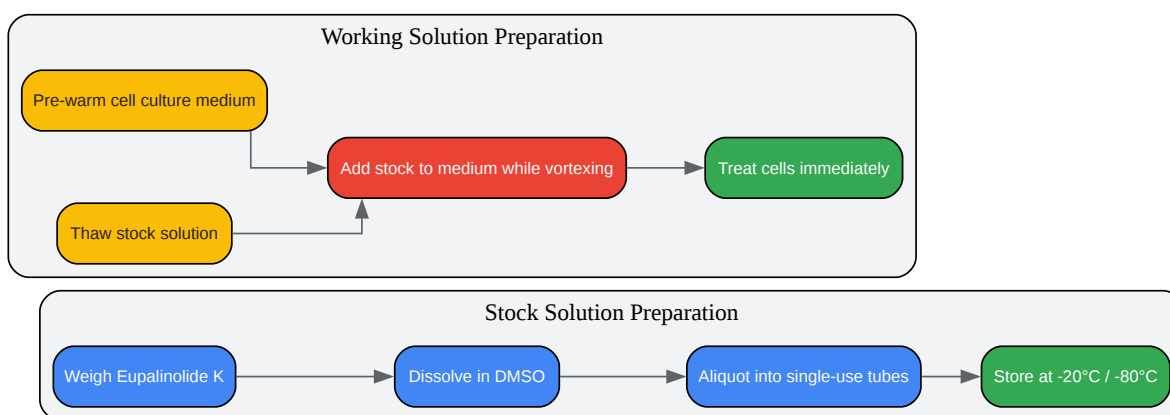 Working Solution Preparation
Pre-warm cell culture medium
Add stock to medium while vortexing
Treat cells immediately
Thaw stock solution
Stock Solution Preparation
Weigh Eupalinolide K
Dissolve in DMSO
Aliquot into single-use tubes
Store at -20°C / -80°C